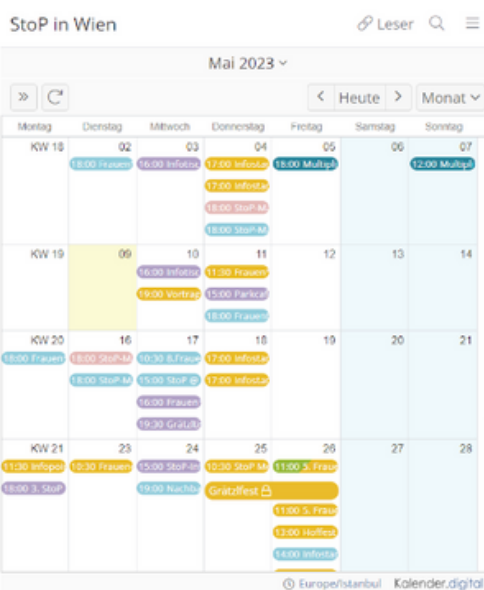 StoP in Wien
Leser
Mai 2023
Heute
Monat
Montag Dienstag Mittwoch Donnerstag Freitag Samstag Sonntag
KW 18 02 03 04 05 06 07
18:00 Frauen 16:00 Infotisc 17:00 Infosta 18:00 Multipl 12:00 Multipl
17:00 Infosta
18:00 StoP-M
18:00 StoP-M
KW 19 09 10 11 12 13 14
16:00 Infotisc 11:30 Frauen
19:00 Vortrag 15:00 Parkcaf
18:00 Frauen
KW 20 16 17 18 19 20 21
18:00 Frauen 18:00 StoP-M 10:30 8.Fraue 17:00 Infosta
18:00 StoP-M 15:00 StoP @ 17:00 Infosta
16:00 Frauen
19:30 Grätzlti
KW 21 23 24 25 26 27 28
11:30 Infopoi 10:30 Frauen 15:00 StoP-In 10:30 StoP M 11:00 5. Fraue
18:00 3. StoP 19:00 Nachba Grätzlfest
11:00 5. Fraue
12:00 Hoffest
14:00 Infosta
Europe/Istanbul Kalender.digital